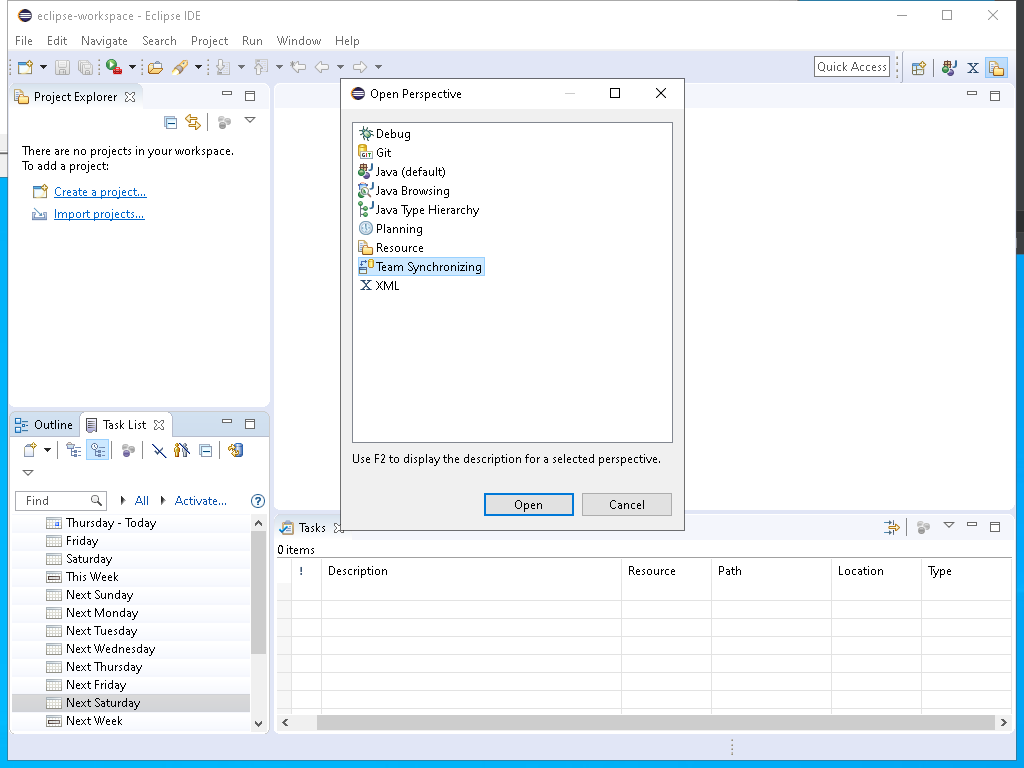 eclipse-workspace - Eclipse IDE
File Edit Navigate Search Project Run Window Help
Quick Access
Project Explorer
There are no projects in your workspace.
To add a project:
Create a project...
Import projects...
Open Perspective
Debug
GIT Git
Java (default)
Java Browsing
Java Type Hierarchy
Planning
Resource
Team Synchronizing
X XML
Use F2 to display the description for a selected perspective.
Open Cancel
Outline Task List
Find All Activate...
Thursday - Today
Friday
Saturday
This Week
Next Sunday
Next Monday
Next Tuesday
Next Wednesday
Next Thursday
Next Friday
Next Saturday
Next Week
Tasks
0 items
! Description Resource Path Location Type